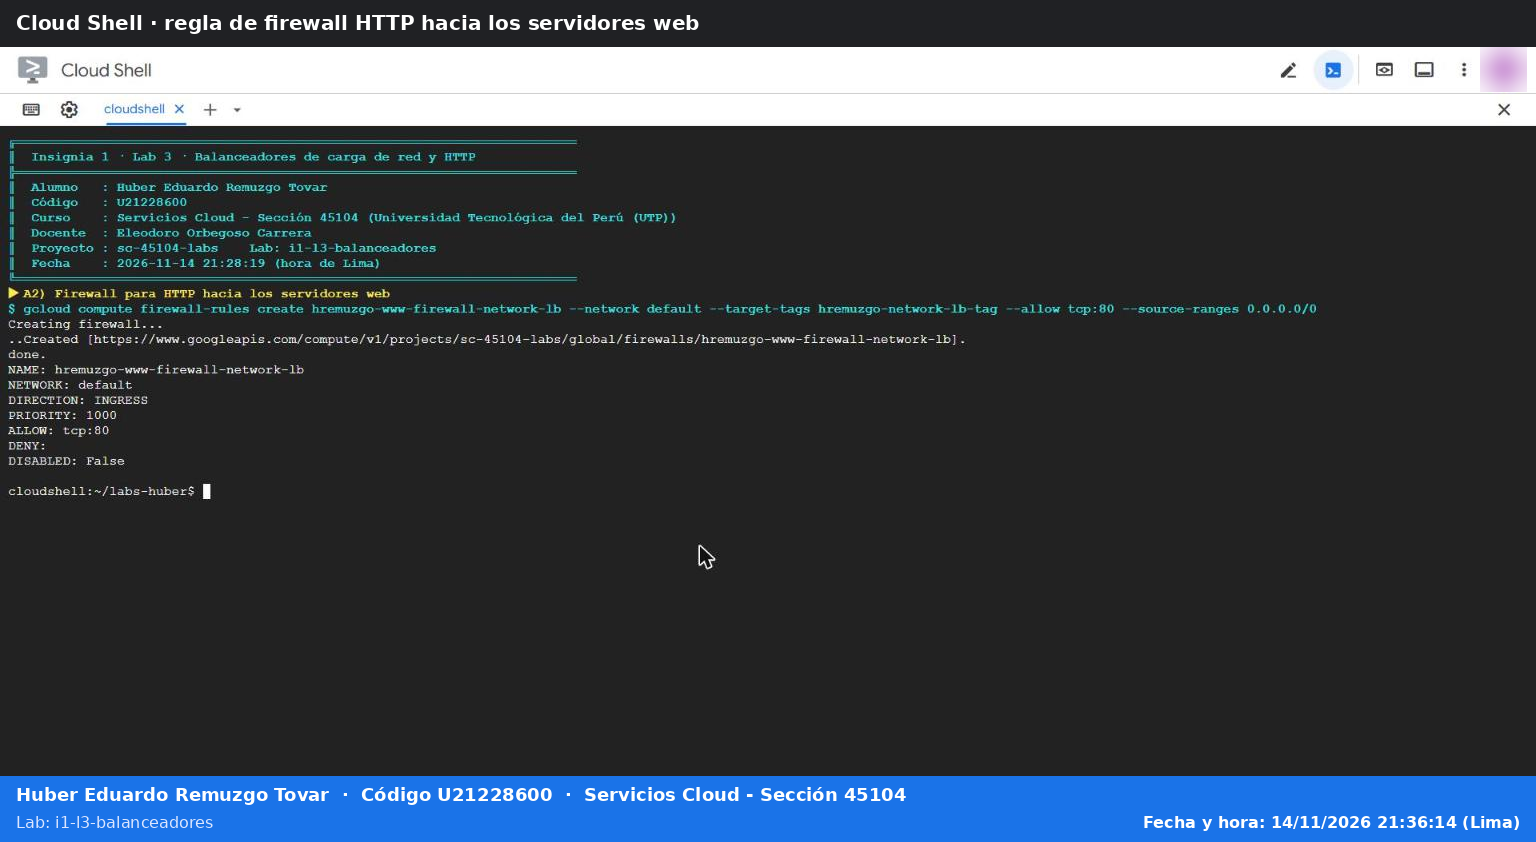 Cloud Shell · regla de firewall HTTP hacia los servidores web
Cloud Shell
cloudshell
Insignia 1 · Lab 3 · Balanceadores de carga de red y HTTP
Alumno : Huber Eduardo Remuzgo Tovar
Código : U21228600
Curso : Servicios Cloud - Sección 45104 (Universidad Tecnológica del Perú (UTP))
Docente : Eleodoro Orbegoso Carrera
Proyecto : sc-45104-labs Lab: i1-l3-balanceadores
Fecha : 2026-11-14 21:28:19 (hora de Lima)
▶ A2) Firewall para HTTP hacia los servidores web
$ gcloud compute firewall-rules create hremuzgo-www-firewall-network-lb --network default --target-tags hremuzgo-network-lb-tag --allow tcp:80 --source-ranges 0.0.0.0/0
Creating firewall...
..Created [https://www.googleapis.com/compute/v1/projects/sc-45104-labs/global/firewalls/hremuzgo-www-firewall-network-lb].
done.
NAME: hremuzgo-www-firewall-network-lb
NETWORK: default
DIRECTION: INGRESS
PRIORITY: 1000
ALLOW: tcp:80
DENY:
DISABLED: False
cloudshell:~/labs-huber$
Huber Eduardo Remuzgo Tovar · Código U21228600 · Servicios Cloud - Sección 45104
Lab: i1-l3-balanceadores
Fecha y hora: 14/11/2026 21:36:14 (Lima)